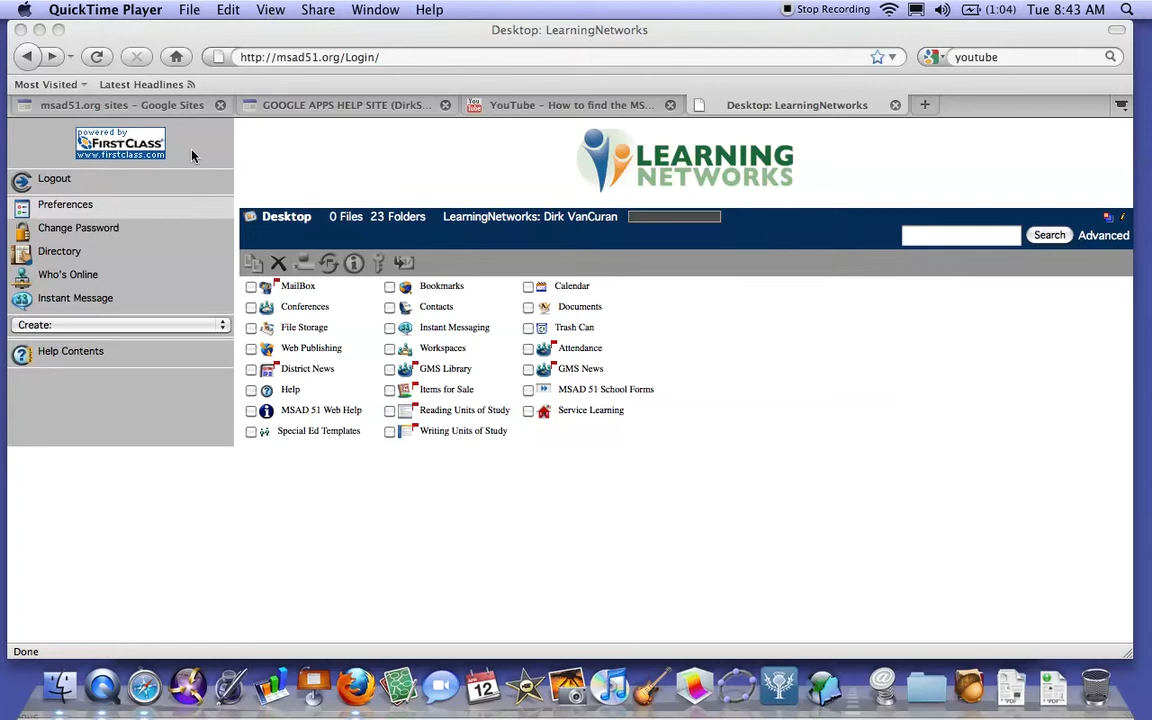 QuickTime Player File Edit View Share Window Help Stop Recording (1:04) Tue 8:43 AM
Desktop: LearningNetworks
http://msad51.org/Login/ youtube
Most Visited Latest Headlines
msad51.org sites - Google Sites GOOGLE APPS HELP SITE (DirkS... YouTube - How to find the MS... Desktop: LearningNetworks
powered by
FIRSTCLASS
www.firstclass.com
LEARNING
NETWORKS
Logout
Preferences
Change Password
Directory
Who's Online
Instant Message
Create:
Help Contents
Desktop 0 Files 23 Folders LearningNetworks: Dirk VanCuran
Search Advanced
MailBox Bookmarks Calendar
Conferences Contacts Documents
File Storage Instant Messaging Trash Can
Web Publishing Workspaces Attendance
District News GMS Library GMS News
Help Items for Sale MSAD 51 School Forms
MSAD 51 Web Help Reading Units of Study Service Learning
Special Ed Templates Writing Units of Study
Done
APR
12